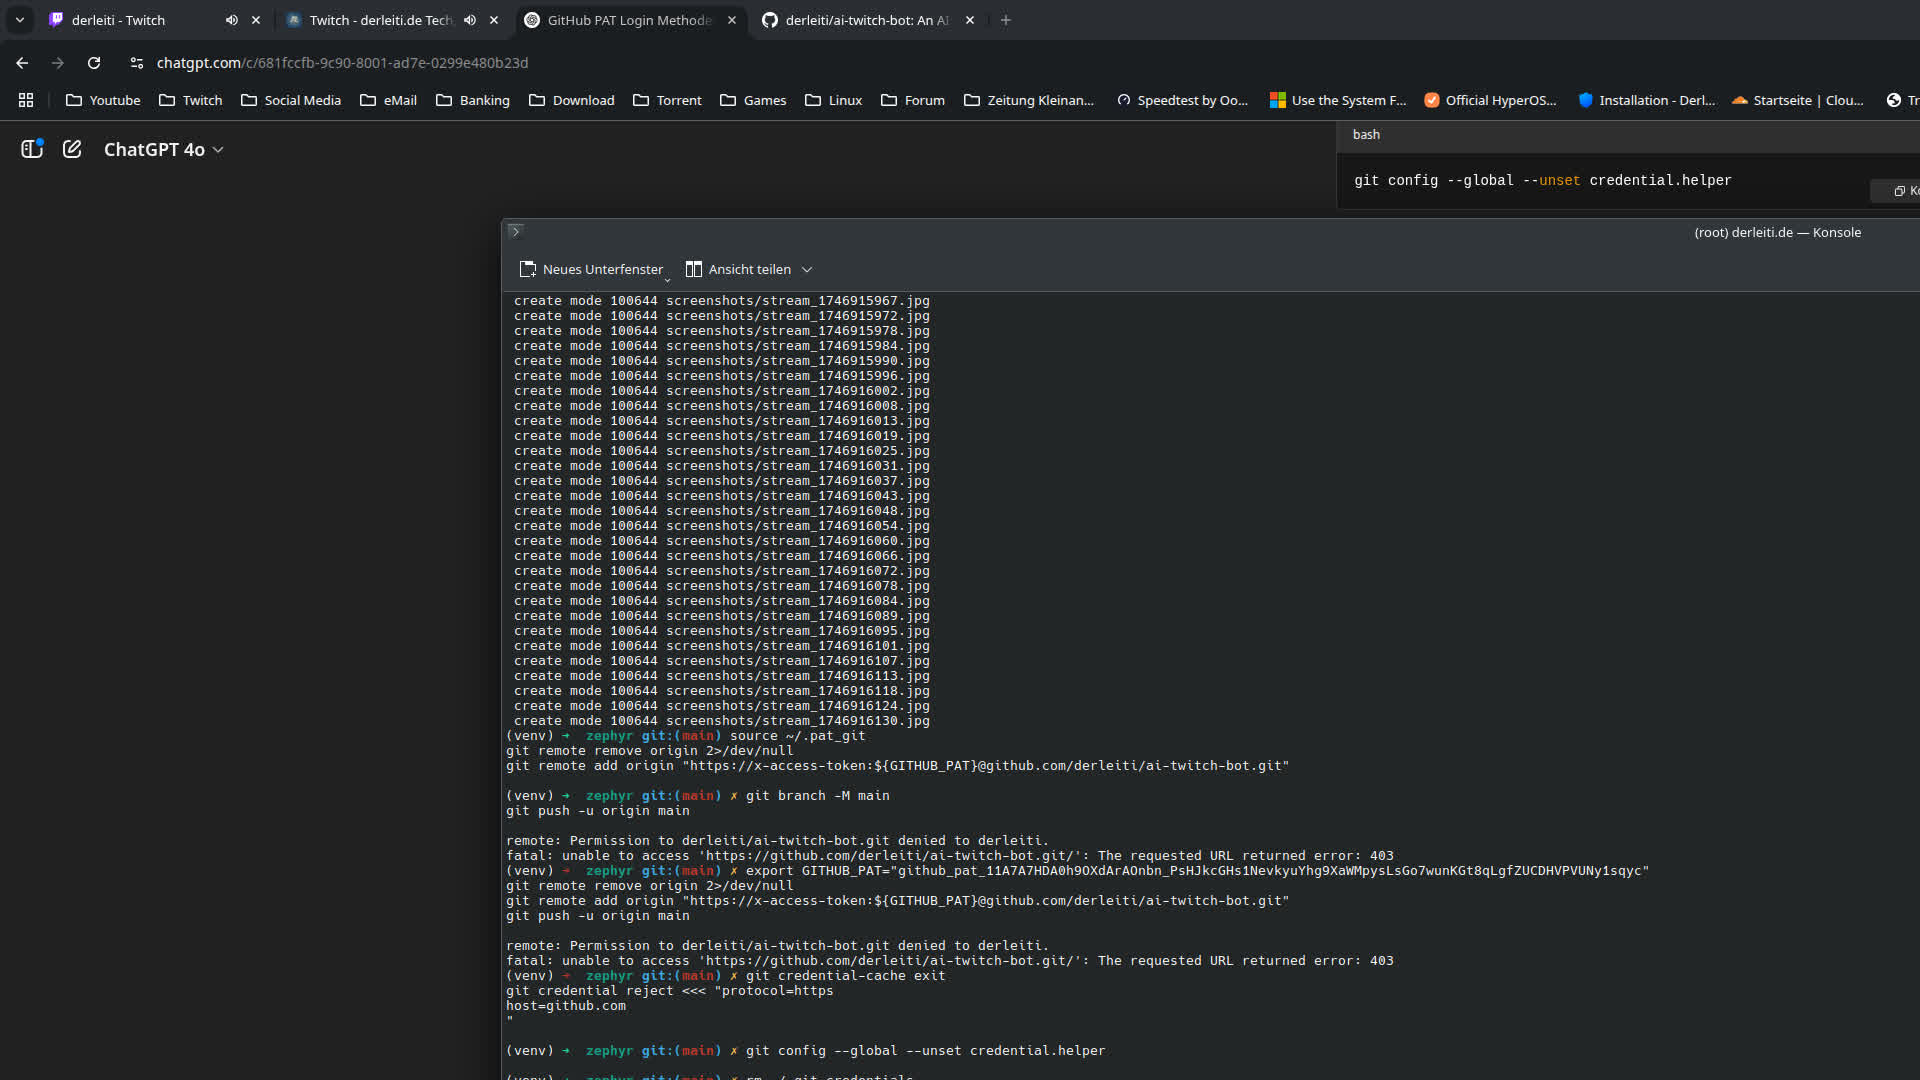 derleiti - Twitch
Twitch - derleiti.de Tech
GitHub PAT Login Methode
derleiti/ai-twitch-bot: An AI
chatgpt.com/c/681fccfb-9c90-8001-ad7e-0299e480b23d
Youtube Twitch Social Media eMail Banking Download Torrent Games Linux Forum Zeitung Kleinan... Speedtest by Oo... Use the System F... Official HyperOS... Installation - Derl... Startseite | Clou... Tr
ChatGPT 4o
bash
git config --global --unset credential.helper
Ko
(root) derleiti.de — Konsole
Neues Unterfenster Ansicht teilen
create mode 100644 screenshots/stream_1746915967.jpg
create mode 100644 screenshots/stream_1746915972.jpg
create mode 100644 screenshots/stream_1746915978.jpg
create mode 100644 screenshots/stream_1746915984.jpg
create mode 100644 screenshots/stream_1746915990.jpg
create mode 100644 screenshots/stream_1746915996.jpg
create mode 100644 screenshots/stream_1746916002.jpg
create mode 100644 screenshots/stream_1746916008.jpg
create mode 100644 screenshots/stream_1746916013.jpg
create mode 100644 screenshots/stream_1746916019.jpg
create mode 100644 screenshots/stream_1746916025.jpg
create mode 100644 screenshots/stream_1746916031.jpg
create mode 100644 screenshots/stream_1746916037.jpg
create mode 100644 screenshots/stream_1746916043.jpg
create mode 100644 screenshots/stream_1746916048.jpg
create mode 100644 screenshots/stream_1746916054.jpg
create mode 100644 screenshots/stream_1746916060.jpg
create mode 100644 screenshots/stream_1746916066.jpg
create mode 100644 screenshots/stream_1746916072.jpg
create mode 100644 screenshots/stream_1746916078.jpg
create mode 100644 screenshots/stream_1746916084.jpg
create mode 100644 screenshots/stream_1746916089.jpg
create mode 100644 screenshots/stream_1746916095.jpg
create mode 100644 screenshots/stream_1746916101.jpg
create mode 100644 screenshots/stream_1746916107.jpg
create mode 100644 screenshots/stream_1746916113.jpg
create mode 100644 screenshots/stream_1746916118.jpg
create mode 100644 screenshots/stream_1746916124.jpg
create mode 100644 screenshots/stream_1746916130.jpg
(venv) ➜ zephyr git:(main) source ~/.pat_git
git remote remove origin 2>/dev/null
git remote add origin "https://x-access-token:${GITHUB_PAT}@github.com/derleiti/ai-twitch-bot.git"
(venv) ➜ zephyr git:(main) ✗ git branch -M main
git push -u origin main
remote: Permission to derleiti/ai-twitch-bot.git denied to derleiti.
fatal: unable to access 'https://github.com/derleiti/ai-twitch-bot.git/': The requested URL returned error: 403
(venv) ➜ zephyr git:(main) ✗ export GITHUB_PAT="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"
git remote remove origin 2>/dev/null
git remote add origin "https://x-access-token:${GITHUB_PAT}@github.com/derleiti/ai-twitch-bot.git"
git push -u origin main
remote: Permission to derleiti/ai-twitch-bot.git denied to derleiti.
fatal: unable to access 'https://github.com/derleiti/ai-twitch-bot.git/': The requested URL returned error: 403
(venv) ➜ zephyr git:(main) ✗ git credential-cache exit
git credential reject <<< "protocol=https
host=github.com
"
(venv) ➜ zephyr git:(main) ✗ git config --global --unset credential.helper
(venv) ➜ zephyr git:(main) ✗ rm ~/.git-credentials